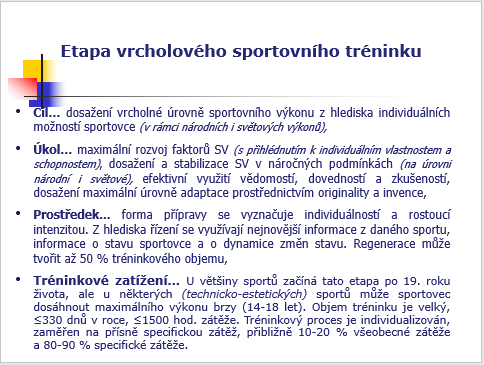 Etapa vrcholového sportovního tréninku
• Cíl... dosažení vrcholné úrovně sportovního výkonu z hlediska individuálních
možností sportovce (v rámci národních i světových výkonů),
• Úkol... maximální rozvoj faktorů SV (s přihlédnutím k individuálním vlastnostem a
schopnostem), dosažení a stabilizace SV v náročných podmínkách (na úrovni
národní i světové), efektivní využití vědomostí, dovedností a zkušeností,
dosažení maximální úrovně adaptace prostřednictvím originality a invence,
• Prostředek... forma přípravy se vyznačuje individuálností a rostoucí
intenzitou. Z hlediska řízení se využívají nejnovější informace z daného sportu,
informace o stavu sportovce a o dynamice změn stavu. Regenerace může
tvořit až 50 % tréninkového objemu,
• Tréninkové zatížení... U většiny sportů začíná tato etapa po 19. roku
života, ale u některých (technicko-estetických) sportů může sportovec
dosáhnout maximálního výkonu brzy (14-18 let). Objem tréninku je velký,
≤330 dnů v roce, ≤1500 hod. zátěže. Tréninkový proces je individualizován,
zaměřen na přísně specifickou zátěž, přibližně 10-20 % všeobecné zátěže
a 80-90 % specifické zátěže.